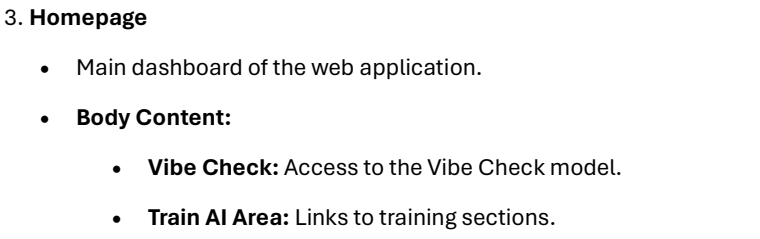 3. Homepage
• Main dashboard of the web application.
• Body Content:
• Vibe Check: Access to the Vibe Check model.
• Train AI Area: Links to training sections.